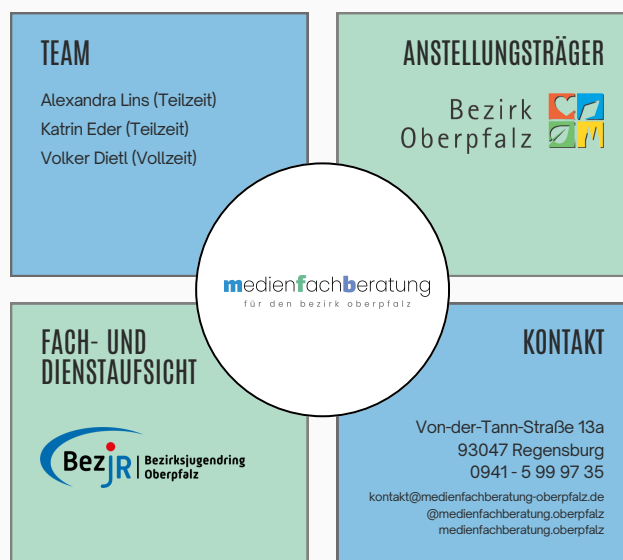 TEAM
Alexandra Lins (Teilzeit)
Katrin Eder (Teilzeit)
Volker Dietl (Vollzeit)
ANSTELLUNGSTRÄGER
Bezirk
Oberpfalz
medienfachberatung
für den bezirk oberpfalz
FACH- UND
DIENSTAUFSICHT
BezJR
Bezirksjugendring
Oberpfalz
KONTAKT
Von-der-Tann-Straße 13a
93047 Regensburg
0941 - 5 99 97 35
kontakt@medienfachberatung-oberpfalz.de
@medienfachberatung.oberpfalz
medienfachberatung.oberpfalz